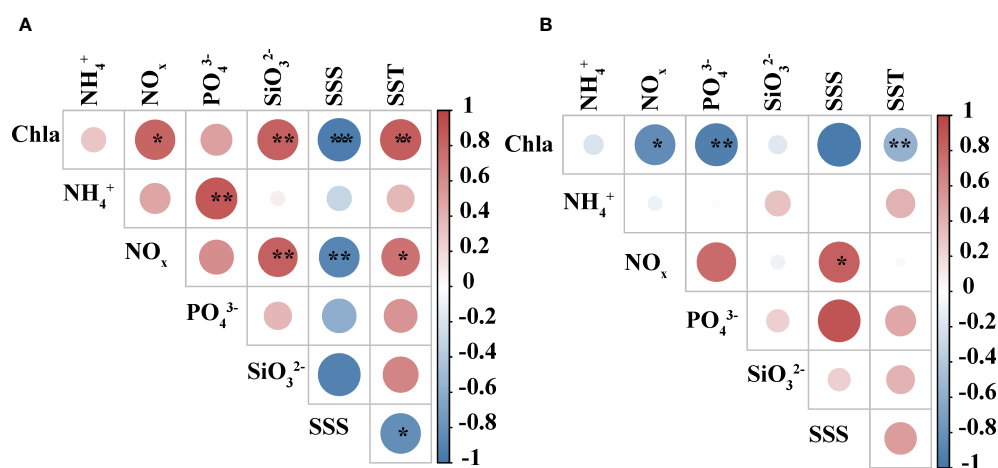 A
NH₄⁺ NOₓ PO₄³⁻ SiO₃²⁻ SSS SST
Chla * ** *** **
NH₄⁺ **
NOₓ ** ** *
PO₄³⁻
SiO₃²⁻
SSS *
1
0.8
0.6
0.4
0.2
0
-0.2
-0.4
-0.6
-0.8
-1
B
NH₄⁺ NOₓ PO₄³⁻ SiO₃²⁻ SSS SST
Chla * ** **
NH₄⁺
NOₓ *
PO₄³⁻
SiO₃²⁻
SSS
1
0.8
0.6
0.4
0.2
0
-0.2
-0.4
-0.6
-0.8
-1